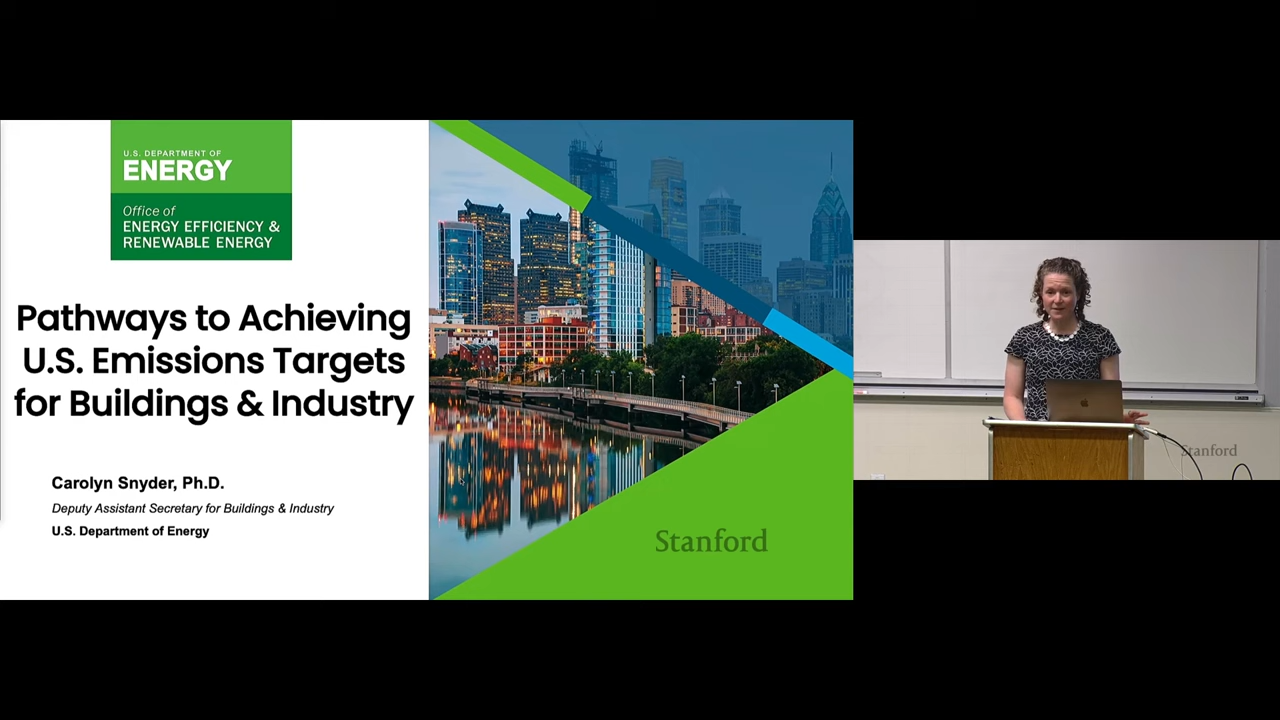 U.S. DEPARTMENT OF
ENERGY
Office of
ENERGY EFFICIENCY &
RENEWABLE ENERGY
Pathways to Achieving
U.S. Emissions Targets
for Buildings & Industry
Carolyn Snyder, Ph.D.
Deputy Assistant Secretary for Buildings & Industry
U.S. Department of Energy
Stanford
Stanford